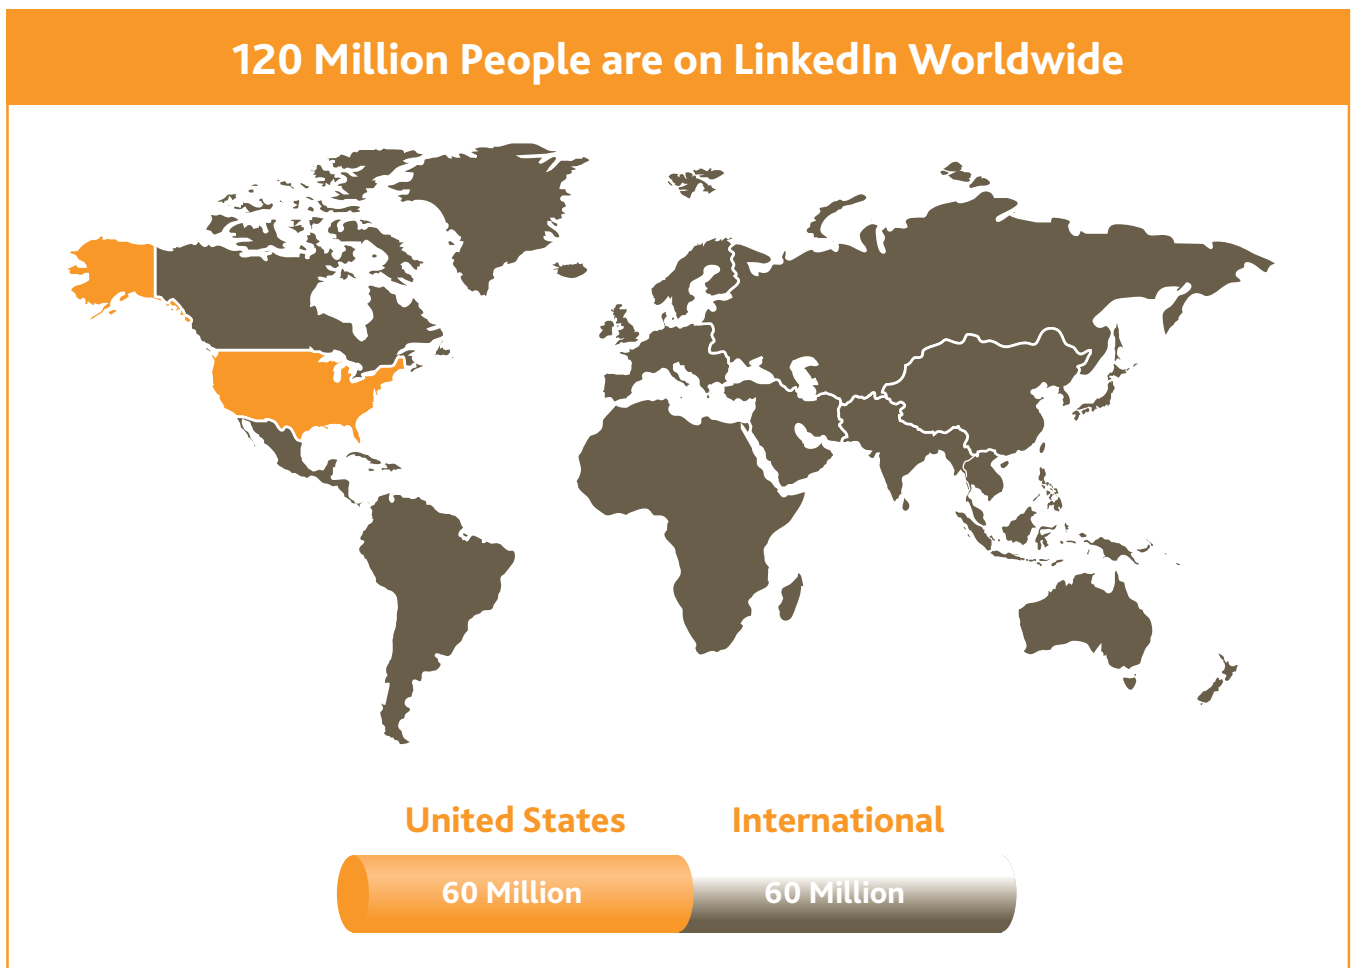 120 Million People are on LinkedIn Worldwide
United States International
60 Million 60 Million